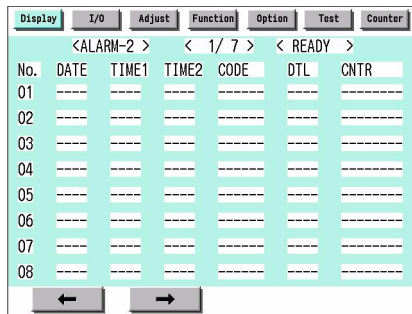 Display I/O Adjust Function Option Test Counter
<ALARM-2 > < 1/ 7 > < READY >
No. DATE TIME1 TIME2 CODE DTL CNTR
01 ---- ---- ---- ------ ---- --------
02 ---- ---- ---- ------ ---- --------
03 ---- ---- ---- ------ ---- --------
04 ---- ---- ---- ------ ---- --------
05 ---- ---- ---- ------ ---- --------
06 ---- ---- ---- ------ ---- --------
07 ---- ---- ---- ------ ---- --------
08 ---- ---- ---- ------ ---- --------
← →